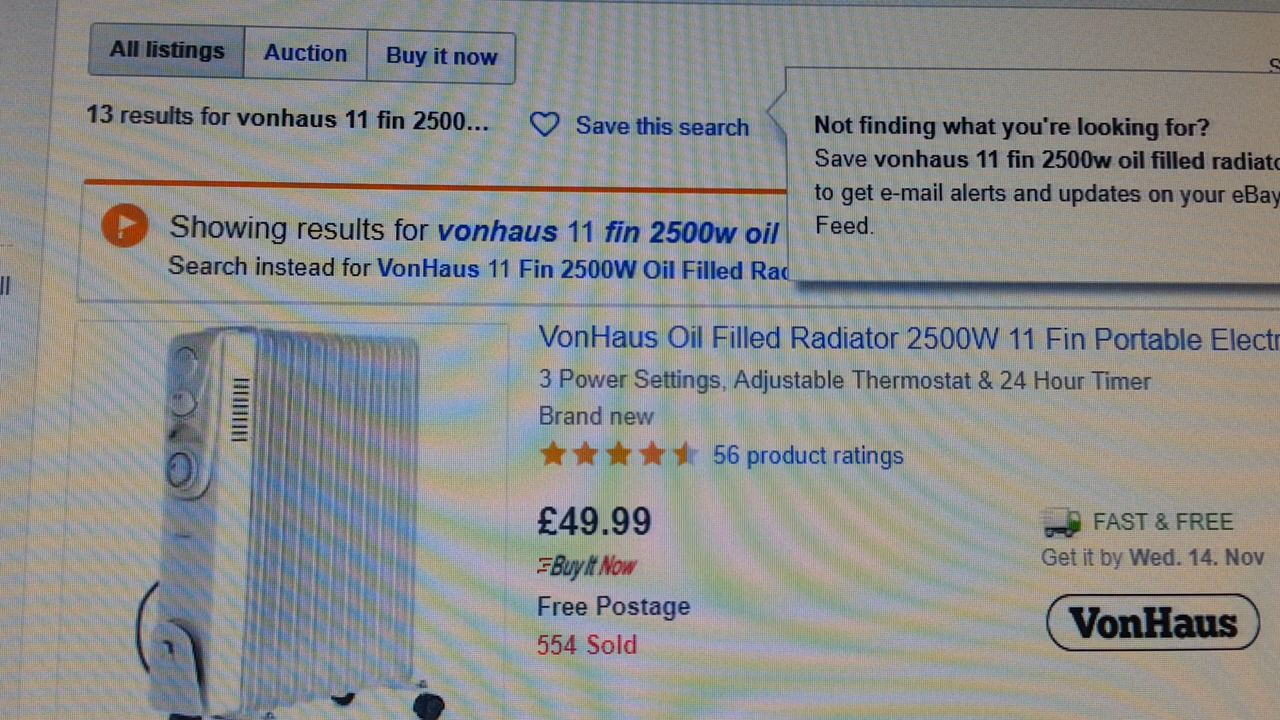 All listings Auction Buy it now
13 results for vonhaus 11 fin 2500...
Save this search
Not finding what you're looking for?
Save vonhaus 11 fin 2500w oil filled radiato
to get e-mail alerts and updates on your eBay
Feed.
Showing results for vonhaus 11 fin 2500w oil
Search instead for VonHaus 11 Fin 2500W Oil Filled Rad
VonHaus Oil Filled Radiator 2500W 11 Fin Portable Electr
3 Power Settings, Adjustable Thermostat & 24 Hour Timer
Brand new
56 product ratings
£49.99
Buy It Now
Free Postage
554 Sold
FAST & FREE
Get it by Wed. 14. Nov
VonHaus